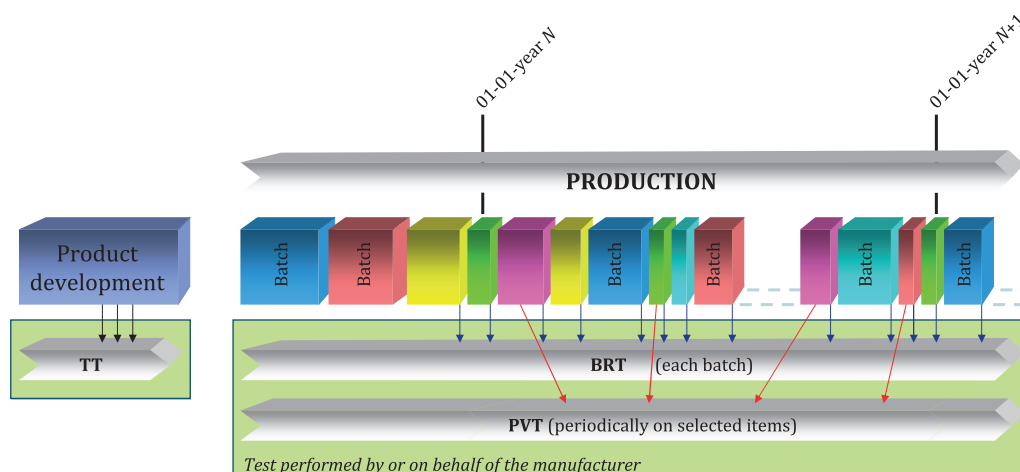 01-01-year N
01-01-year N+1
PRODUCTION
Product
development
Batch
Batch
Batch
Batch
Batch
Batch
Batch
TT
BRT (each batch)
PVT (periodically on selected items)
Test performed by or on behalf of the manufacturer